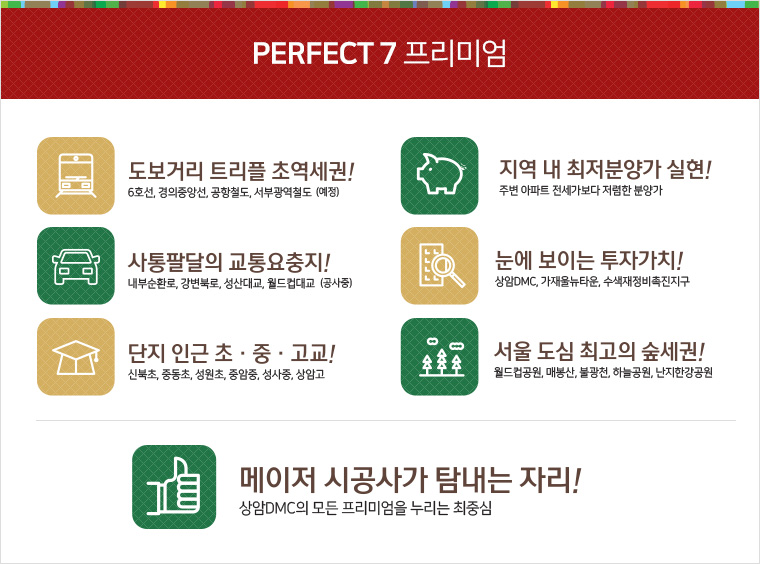 PERFECT 7 프리미엄
도보거리 트리플 초역세권!
6호선, 경의중앙선, 공항철도, 서부광역철도 (예정)
지역 내 최저분양가 실현!
주변 아파트 전세가보다 저렴한 분양가
사통팔달의 교통요충지!
내부순환로, 강변북로, 성산대교, 월드컵대교 (공사중)
눈에 보이는 투자가치!
상암DMC, 가재울뉴타운, 수색재정비촉진지구
단지 인근 초 · 중 · 고교!
신북초, 중동초, 성원초, 중암중, 성사중, 상암고
서울 도심 최고의 숲세권!
월드컵공원, 매봉산, 불광천, 하늘공원, 난지한강공원
메이저 시공사가 탐내는 자리!
상암DMC의 모든 프리미엄을 누리는 최중심